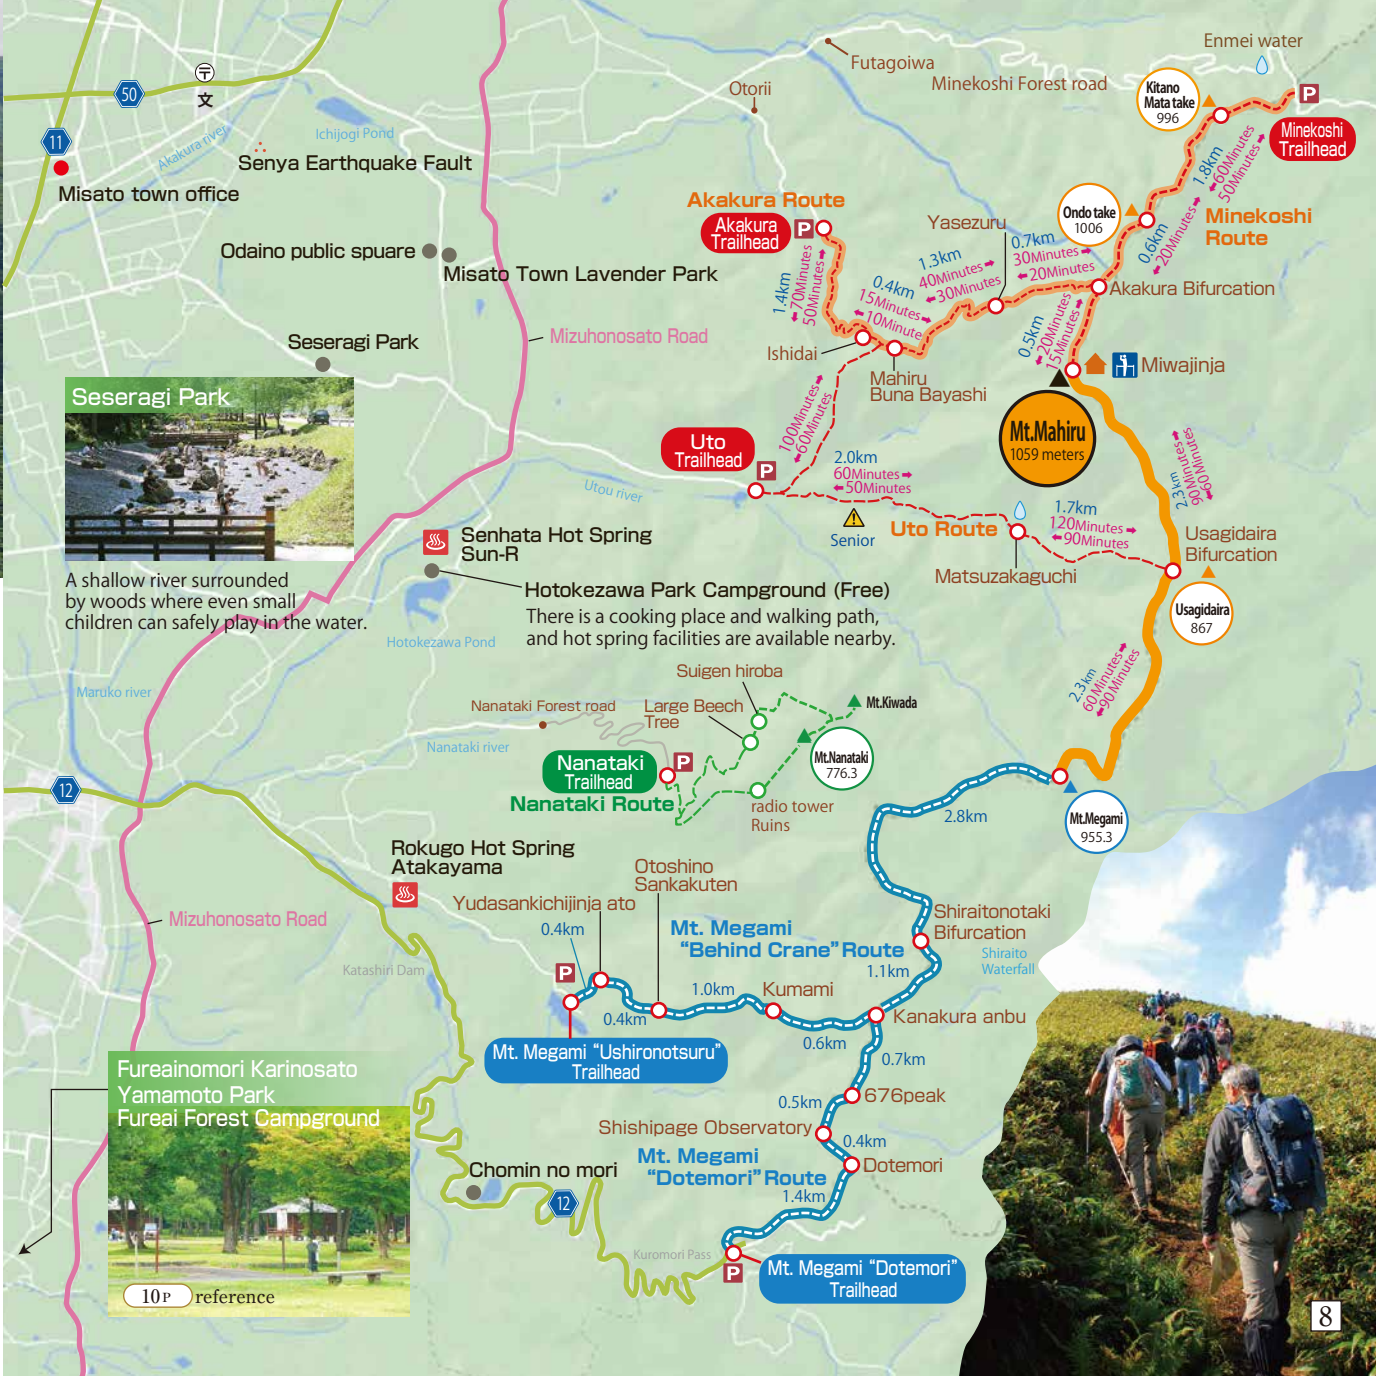 Enmei water
Futagoiwa
Minekoshi Forest road
Otorii
Kitano
Mata take
996
P
Minekoshi
Trailhead
50
文
11
Akakura river
Ichijogi Pond
Senya Earthquake Fault
Misato town office
1.8km
60Minutes
50Minutes
Akakura Route
Akakura
Trailhead
P
Ondo take
1006
Minekoshi
Route
Yasezuru
0.6km
20Minutes
Odaino public spuare
Misato Town Lavender Park
1.4km
70Minutes
50Minutes
0.4km
15Minutes
10Minute
1.3km
40Minutes
30Minutes
0.7km
30Minutes
20Minutes
Akakura Bifurcation
Mizuhonosato Road
Seseragi Park
Ishidai
Mahiru
Buna Bayashi
0.5km
20Minutes
15Minutes
Miwajinja
Seseragi Park
Mt.Mahiru
1059 meters
100Minutes
60Minutes
Uto
Trailhead
P
2.0km
60Minutes
50Minutes
Utou river
Senior
Uto Route
1.7km
120Minutes
90Minutes
2.3km
90Minutes
60Minutes
Usagidaira
Bifurcation
Matsuzakaguchi
Usagidaira
867
Senhata Hot Spring
Sun-R
Hotokezawa Park Campground (Free)
There is a cooking place and walking path,
and hot spring facilities are available nearby.
A shallow river surrounded
by woods where even small
children can safely play in the water.
Hotokezawa Pond
Maruko river
Suigen hiroba
Nanataki Forest road
Large Beech
Tree
Mt.Kiwada
Nanataki river
P
Nanataki
Trailhead
Nanataki Route
Mt.Nanataki
776.3
radio tower
Ruins
2.3km
60Minutes
90Minutes
12
2.8km
Mt.Megami
955.3
Rokugo Hot Spring
Atakayama
Otoshino
Sankakuten
Yudasankichijinja ato
Mizuhonosato Road
0.4km
Mt. Megami
“Behind Crane” Route
Shiraitonotaki
Bifurcation
Shiraito
Waterfall
Katashiri Dam
P
1.1km
1.0km
Kumami
0.4km
Kanakura anbu
0.6km
Mt. Megami “Ushironotsuru”
Trailhead
0.7km
Fureainomori Karinosato
Yamamoto Park
Fureai Forest Campground
676peak
0.5km
Shishipage Observatory
0.4km
Mt. Megami
“Dotemori” Route
Dotemori
Chomin no mori
12
1.4km
Kuromori Pass
P
Mt. Megami “Dotemori”
Trailhead
10P reference
8